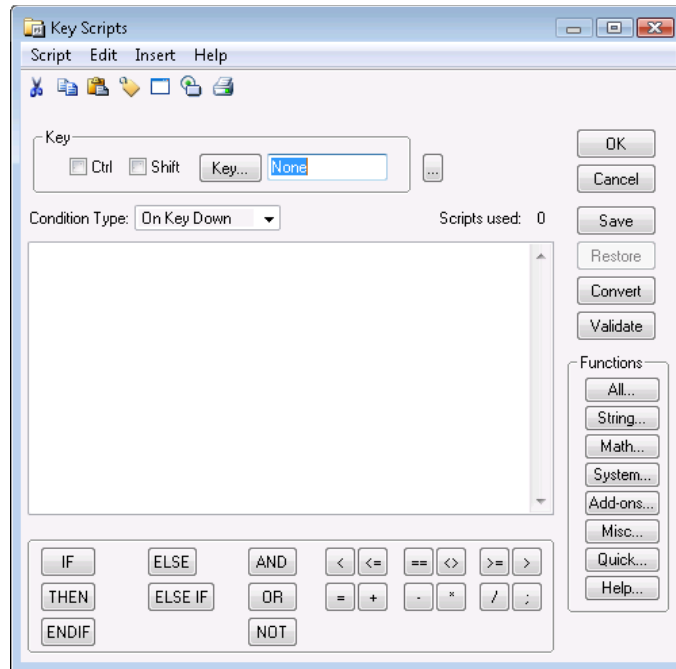 Key Scripts
Script Edit Insert Help
Key
Ctrl Shift Key... None ...
Condition Type: On Key Down Scripts used: 0
OK
Cancel
Save
Restore
Convert
Validate
Functions
All...
String...
Math...
System...
Add-ons...
Misc...
Quick...
Help...
IF ELSE AND < <= == <> >= >
THEN ELSE IF OR = + - * / ;
ENDIF NOT